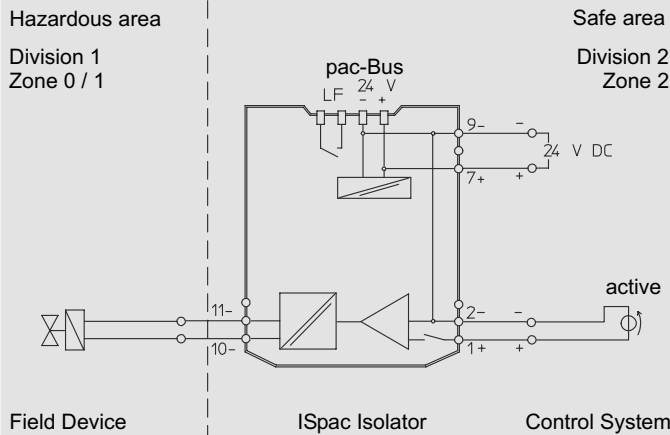 Hazardous area
Safe area
Division 1
Zone 0 / 1
Division 2
Zone 2
pac-Bus
LF 24 V
- +
9- -
24 V DC
7+ +
active
11-
10-
2- -
1+ +
Field Device
ISpac Isolator
Control System